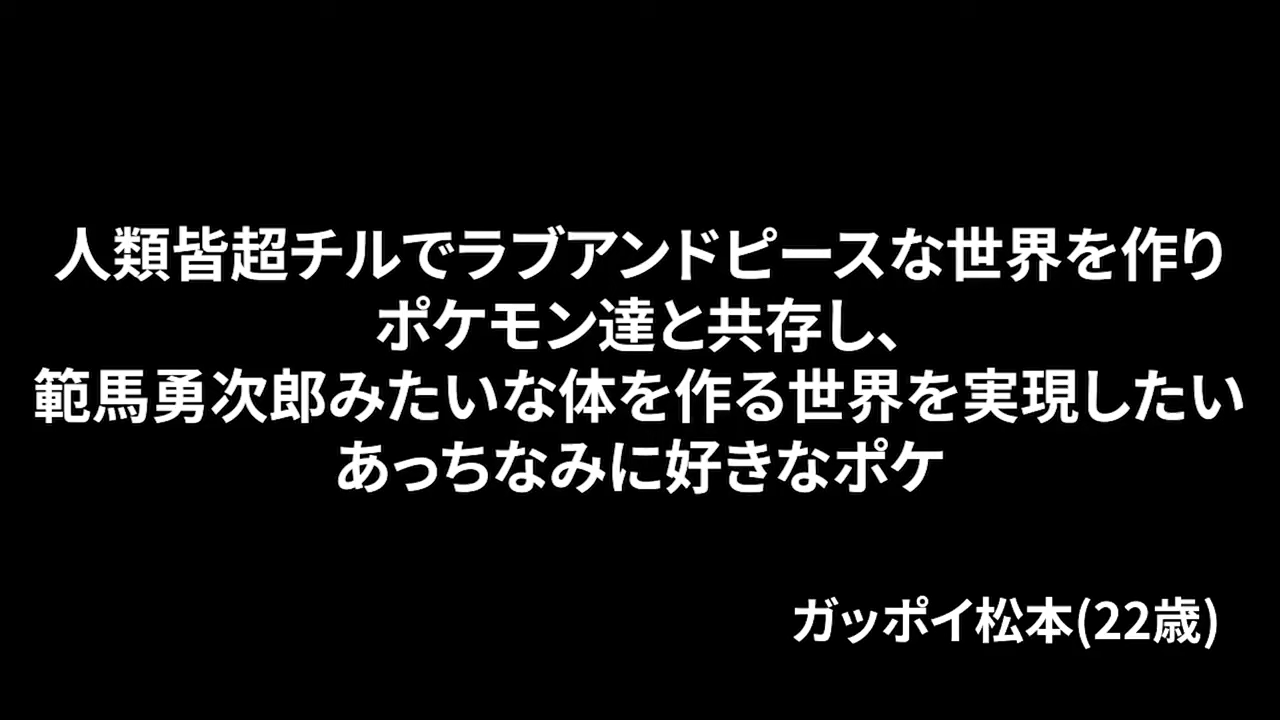 人類皆超チルでラブアンドピースな世界を作り
ポケモン達と共存し、
範馬勇次郎みたいな体を作る世界を実現したい
あっちなみに好きなポケ
ガッポイ松本(22歳)